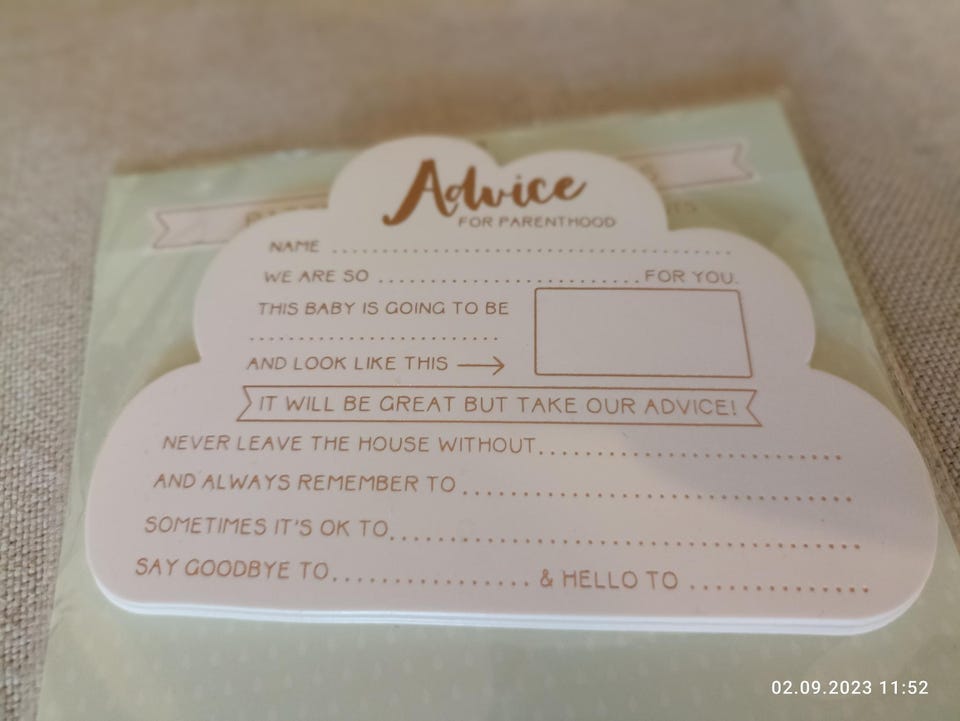 Advice
FOR PARENTHOOD
NAME ................................................
WE ARE SO ................................ FOR YOU.
THIS BABY IS GOING TO BE
..............................
AND LOOK LIKE THIS →
IT WILL BE GREAT BUT TAKE OUR ADVICE!
NEVER LEAVE THE HOUSE WITHOUT................................
AND ALWAYS REMEMBER TO ........................................
SOMETIMES IT'S OK TO................................................
SAY GOODBYE TO................. & HELLO TO ...............
02.09.2023 11:52